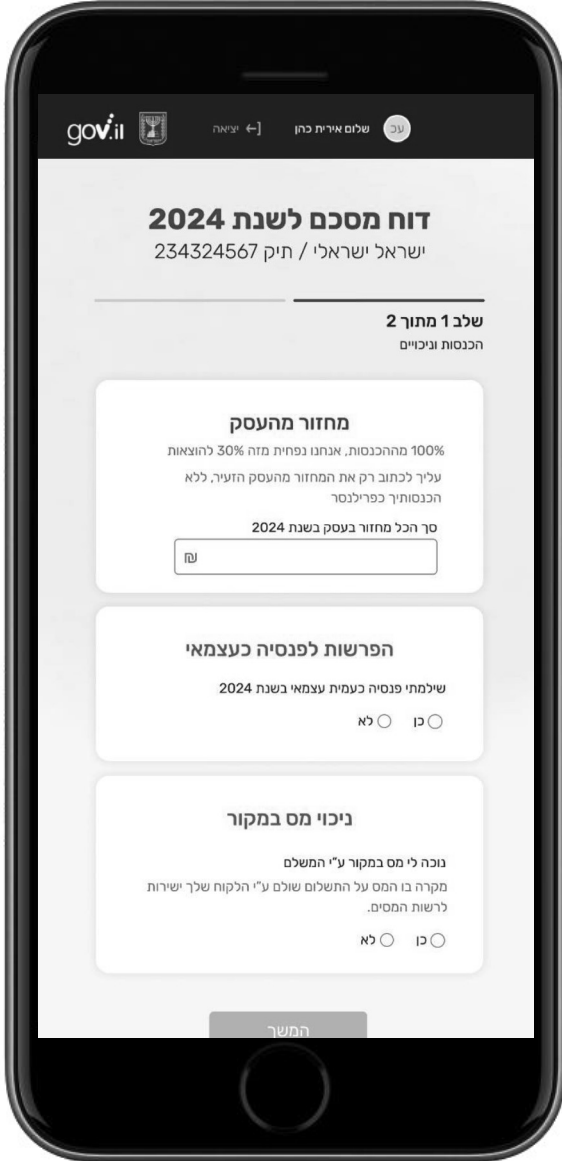 עכ שלום אירית כהן יציאה gov.il
דוח מסכם לשנת 2024
ישראל ישראלי / תיק 234324567
שלב 1 מתוך 2
הכנסות וניכויים
מחזור מהעסק
100% מההכנסות, אנחנו נפחית מזה 30% להוצאות
עליך לכתוב רק את המחזור מהעסק הזעיר, ללא
הכנסותיך כפרילנסר
סך הכל מחזור בעסק בשנת 2024
₪
הפרשות לפנסיה כעצמאי
שילמתי פנסיה כעמית עצמאי בשנת 2024
כן לא
ניכוי מס במקור
נוכה לי מס במקור ע"י המשלם
מקרה בו המס על התשלום שולם ע"י הלקוח שלך ישירות
לרשות המסים.
כן לא
המשך